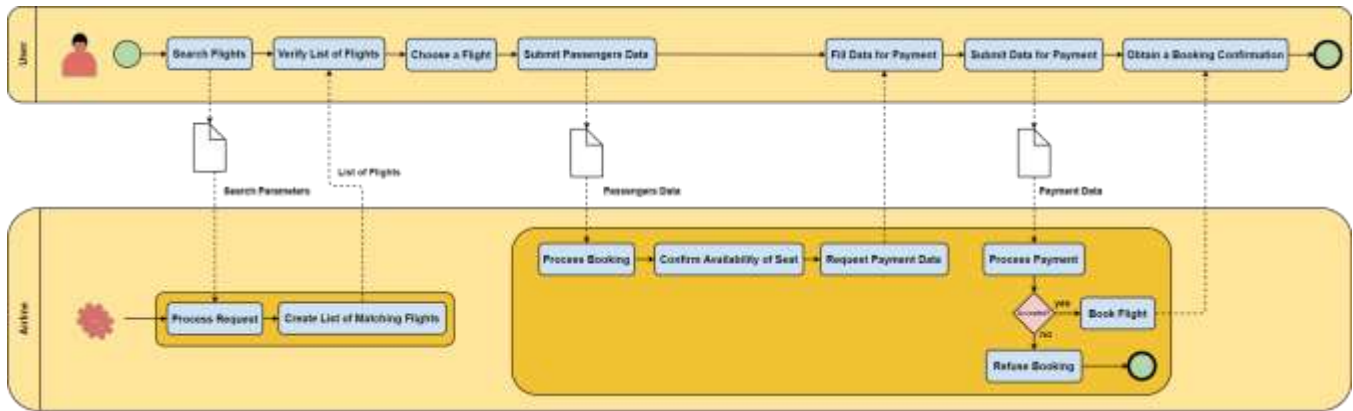 User
Search Flights
Verify List of Flights
Choose a Flight
Submit Passengers Data
Fill Data for Payment
Submit Data for Payment
Obtain a Booking Confirmation
List of Flights
Search Parameters
Passengers Data
Payment Data
Airline
Process Booking
Confirm Availability of Seat
Request Payment Data
Process Payment
Process Request
Create List of Matching Flights
yes
Book Flight
no
Refuse Booking